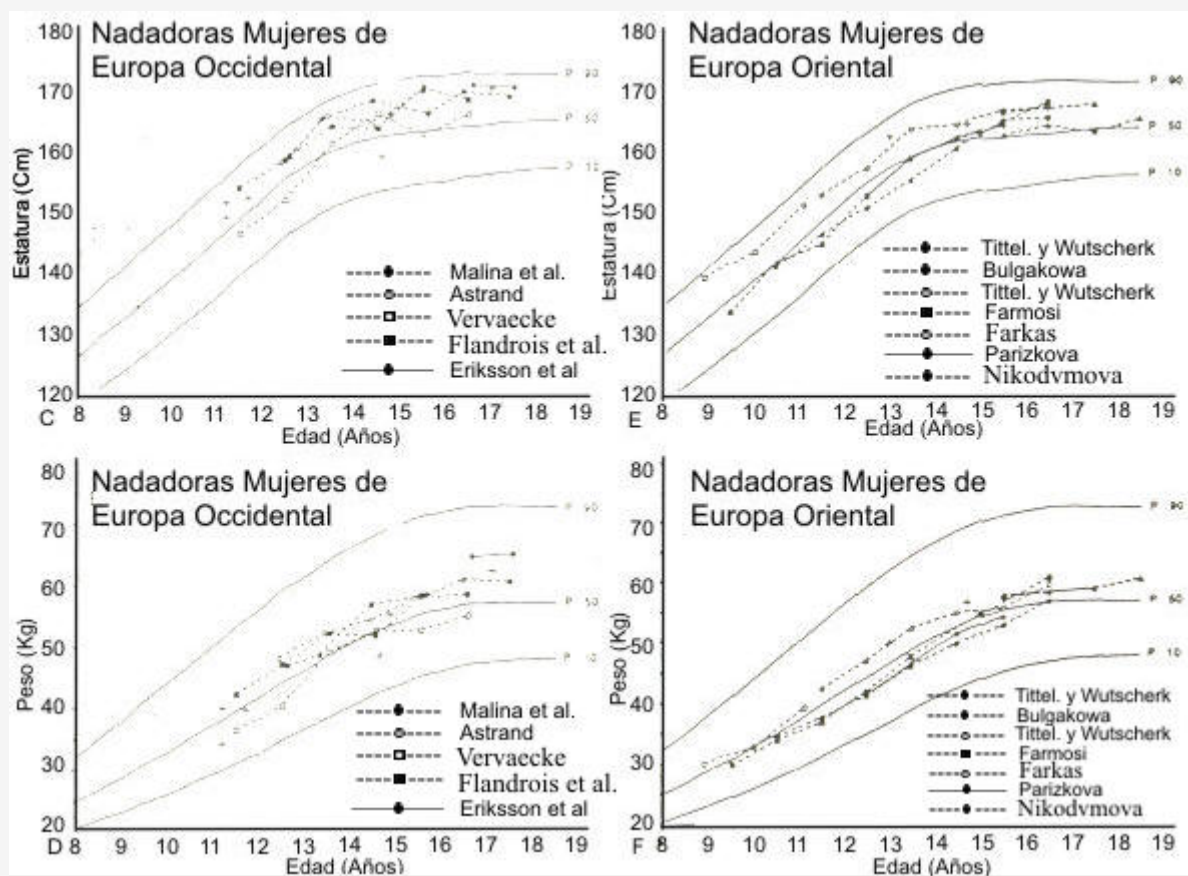 Nadadoras Mujeres de
Europa Occidental
Estatura (Cm)
180
170
160
150
140
130
120
P 90
P 50
P 10
Malina et al.
Astrand
Vervaecke
Flandrois et al.
Eriksson et al
8 9 10 11 12 13 14 15 16 17 18 19
C
Edad (Años)
Nadadoras Mujeres de
Europa Oriental
Estatura (Cm)
180
170
160
150
140
130
120
P 90
P 50
P 10
Tittel. y Wutscherk
Bulgakowa
Tittel. y Wutscherk
Farmosi
Farkas
Parizkova
Nikodvmova
8 9 10 11 12 13 14 15 16 17 18 19
E
Edad (Años)
Nadadoras Mujeres de
Europa Occidental
Peso (Kg)
80
70
60
50
40
30
20
P 90
P 50
P 10
Malina et al.
Astrand
Vervaecke
Flandrois et al.
Eriksson et al
D
8 9 10 11 12 13 14 15 16 17 18 19
Edad (Años)
Nadadoras Mujeres de
Europa Oriental
Peso (Kg)
80
70
60
50
40
30
20
P 90
P 50
P 10
Tittel. y Wutscherk
Bulgakowa
Tittel. y Wutscherk
Farmosi
Farkas
Parizkova
Nikodvmova
F
8 9 10 11 12 13 14 15 16 17 18 19
Edad (Años)